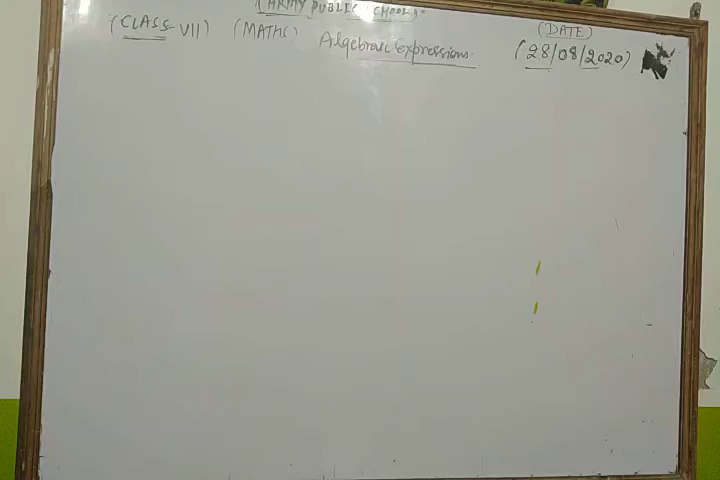 (ARMY PUBLIC SCHOOL)
(CLASS- VII) (MATHS) (DATE)
Algebraic Expressions (28/08/2020)